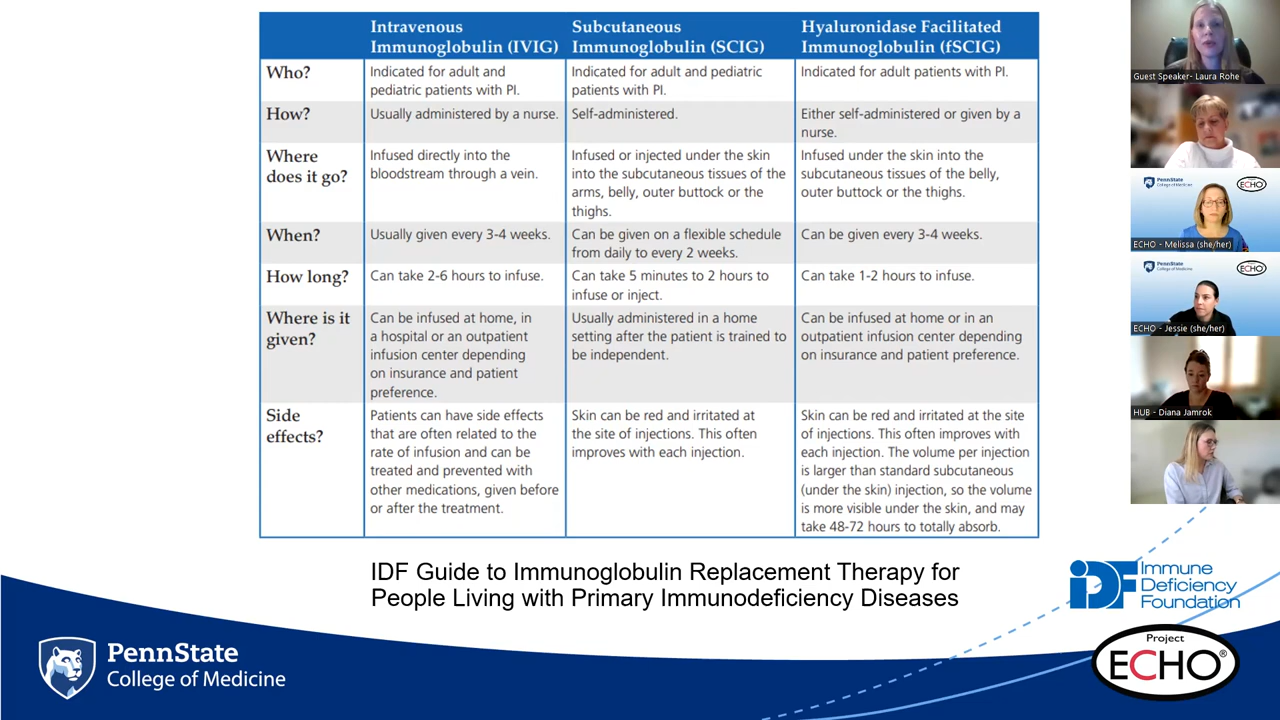 Intravenous
Immunoglobulin (IVIG)
Subcutaneous
Immunoglobulin (SCIG)
Hyaluronidase Facilitated
Immunoglobulin (fSCIG)
Who?
Indicated for adult and
pediatric patients with PI.
Indicated for adult and pediatric
patients with PI.
Indicated for adult patients with PI.
How?
Usually administered by a nurse.
Self-administered.
Either self-administered or given by a
nurse.
Where
does it go?
Infused directly into the
bloodstream through a vein.
Infused or injected under the skin
into the subcutaneous tissues of the
arms, belly, outer buttock or the
thighs.
Infused under the skin into the
subcutaneous tissues of the belly,
outer buttock or the thighs.
When?
Usually given every 3-4 weeks.
Can be given on a flexible schedule
from daily to every 2 weeks.
Can be given every 3-4 weeks.
How long?
Can take 2-6 hours to infuse.
Can take 5 minutes to 2 hours to
infuse or inject.
Can take 1-2 hours to infuse.
Where is it
given?
Can be infused at home, in
a hospital or an outpatient
infusion center depending
on insurance and patient
preference.
Usually administered in a home
setting after the patient is trained to
be independent.
Can be infused at home or in an
outpatient infusion center depending
on insurance and patient preference.
Side
effects?
Patients can have side effects
that are often related to the
rate of infusion and can be
treated and prevented with
other medications, given before
or after the treatment.
Skin can be red and irritated at
the site of injections. This often
improves with each injection.
Skin can be red and irritated at the site
of injections. This often improves with
each injection. The volume per injection
is larger than standard subcutaneous
(under the skin) injection, so the volume
is more visible under the skin, and may
take 48-72 hours to totally absorb.
IDF Guide to Immunoglobulin Replacement Therapy for
People Living with Primary Immunodeficiency Diseases
PennState
College of Medicine
IDF
Immune
Deficiency
Foundation
Project
ECHO®
Guest Speaker- Laura Rohe
PennState
College of Medicine
ECHO
ECHO - Melissa (she/her)
PennState
College of Medicine
ECHO
ECHO - Jessie (she/her)
HUB - Diana Jamrok